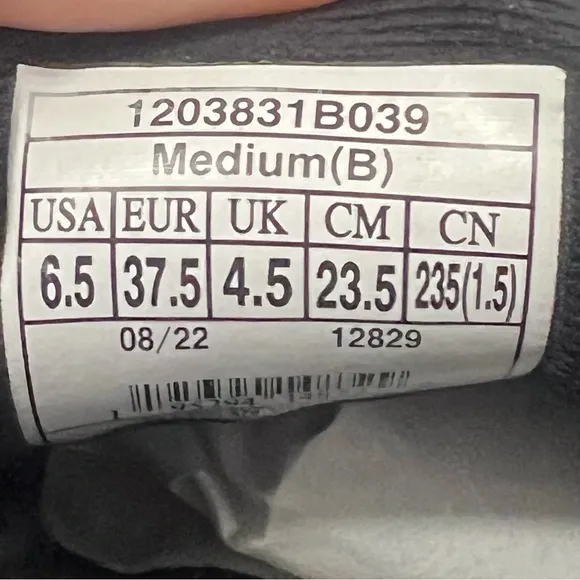 1203831B039
Medium(B)
USA EUR UK CM CN
6.5 37.5 4.5 23.5 235(1.5)
08/22 12829